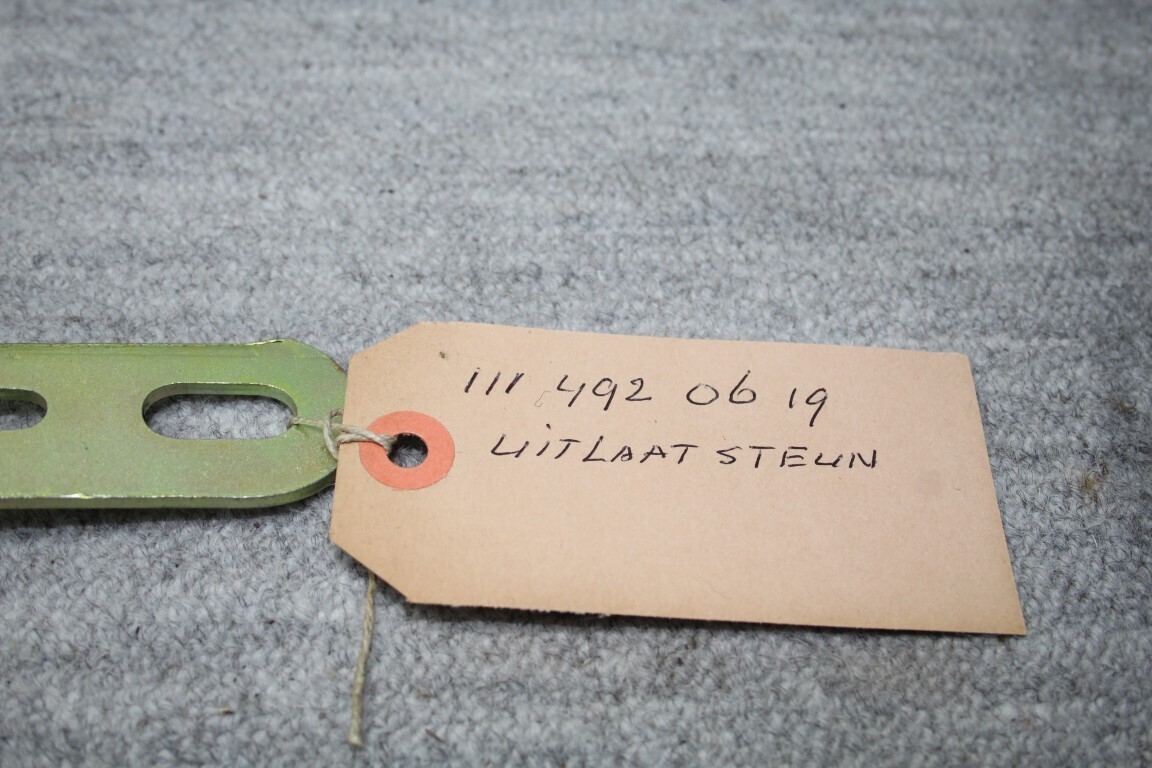 111 492 06 19
UITLAAT STEUN